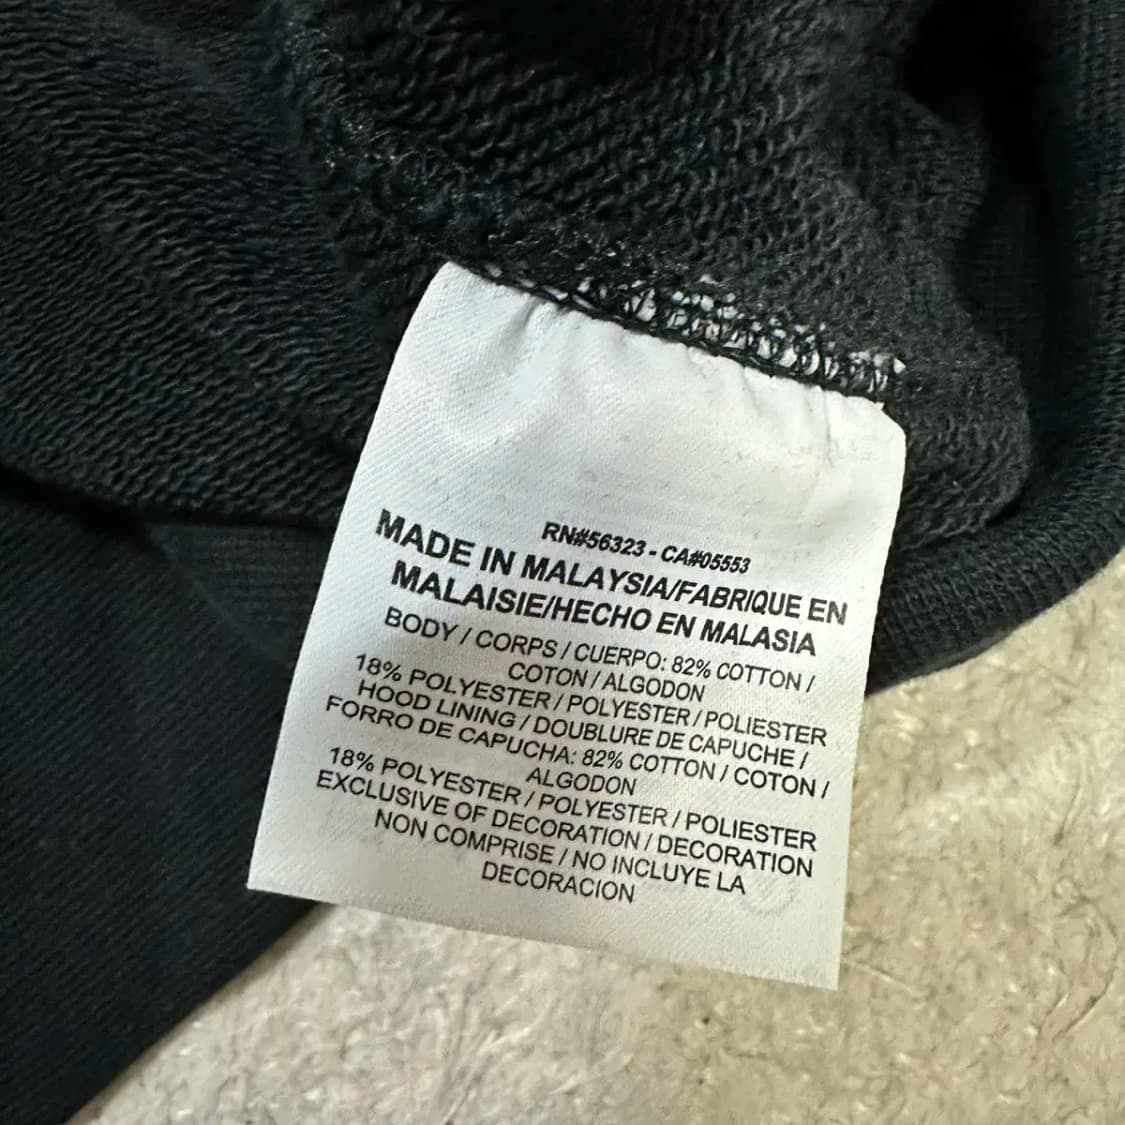 RN#56323 - CA#05553
MADE IN MALAYSIA/FABRIQUE EN
MALAISIE/HECHO EN MALASIA
BODY / CORPS / CUERPO: 82% COTTON /
COTON / ALGODON
18% POLYESTER / POLYESTER / POLIESTER
HOOD LINING / DOUBLURE DE CAPUCHE /
FORRO DE CAPUCHA: 82% COTTON / COTON /
ALGODON
18% POLYESTER / POLYESTER / POLIESTER
EXCLUSIVE OF DECORATION / DECORATION
NON COMPRISE / NO INCLUYE LA
DECORACION